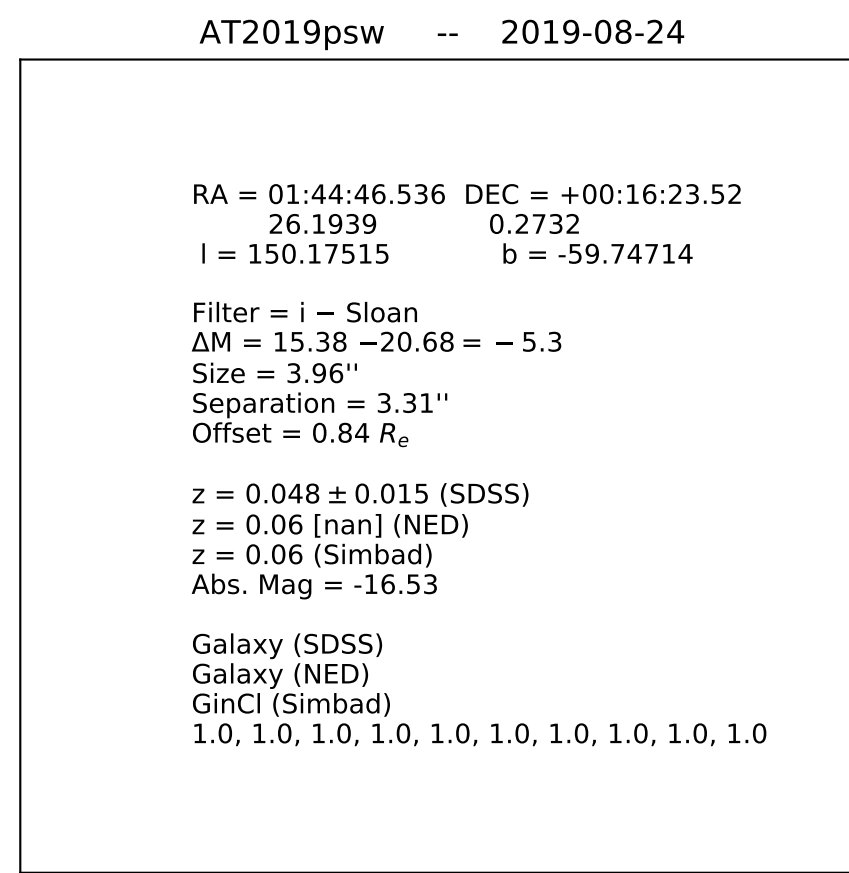 AT2019psw -- 2019-08-24
RA = 01:44:46.536 DEC = +00:16:23.52
26.1939 0.2732
l = 150.17515 b = -59.74714
Filter = i − Sloan
ΔM = 15.38 −20.68 = − 5.3
Size = 3.96''
Separation = 3.31''
Offset = 0.84 Rₑ
z = 0.048 ± 0.015 (SDSS)
z = 0.06 [nan] (NED)
z = 0.06 (Simbad)
Abs. Mag = -16.53
Galaxy (SDSS)
Galaxy (NED)
GinCl (Simbad)
1.0, 1.0, 1.0, 1.0, 1.0, 1.0, 1.0, 1.0, 1.0, 1.0